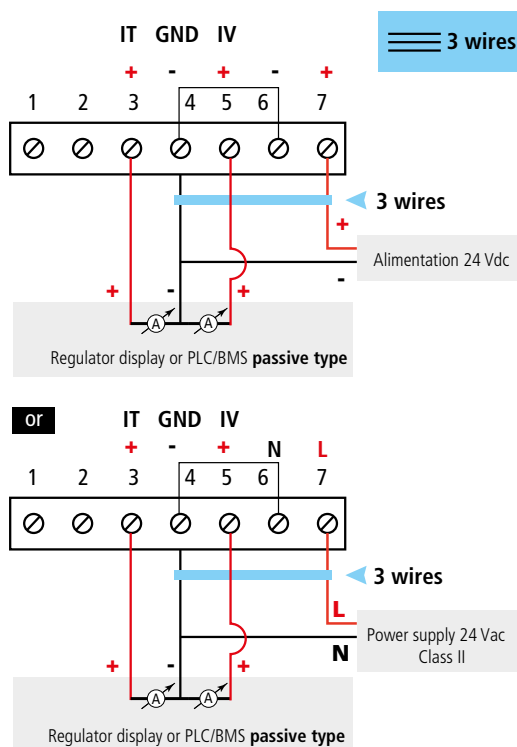 IT GND IV
3 wires
+ - + - +
1 2 3 4 5 6 7
3 wires
+
Alimentation 24 Vdc
-
+ - +
A A
Regulator display or PLC/BMS passive type
or
IT GND IV
+ - + N L
1 2 3 4 5 6 7
3 wires
L
Power supply 24 Vac
Class II
N
+ - +
A A
Regulator display or PLC/BMS passive type